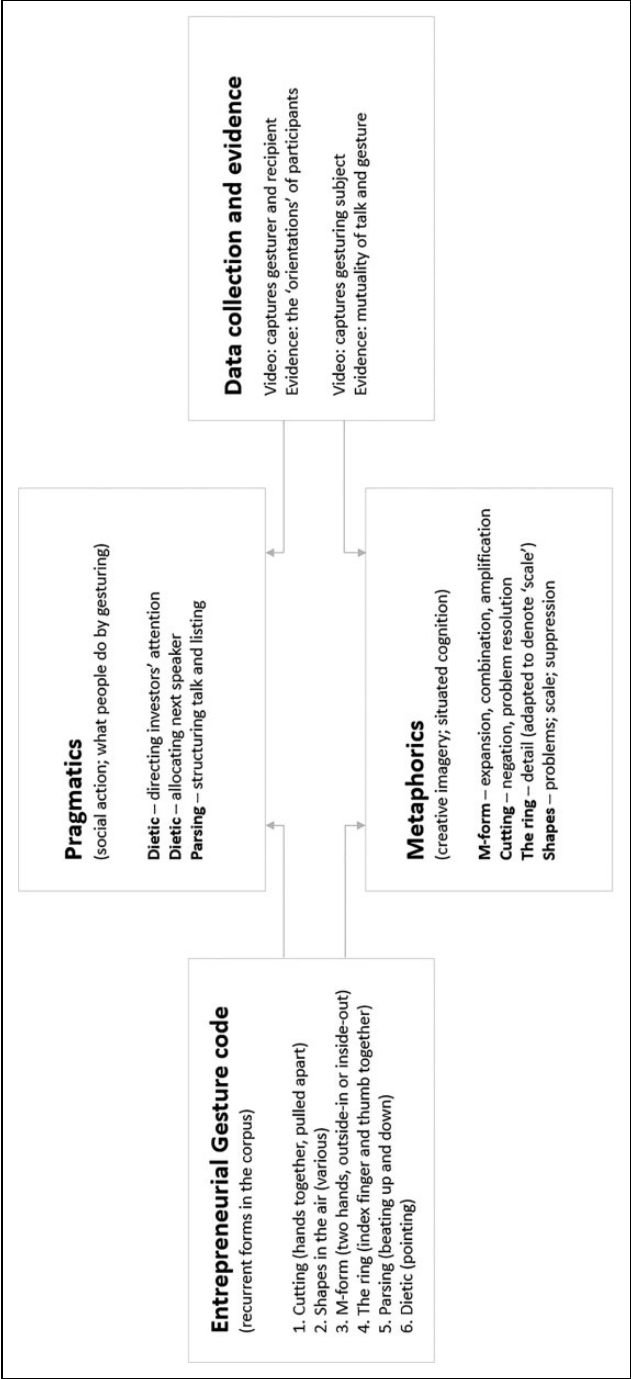 Entrepreneurial Gesture code
(recurrent forms in the corpus)
1. Cutting (hands together, pulled apart)
2. Shapes in the air (various)
3. M-form (two hands, outside-in or inside-out)
4. The ring (index finger and thumb together)
5. Parsing (beating up and down)
6. Dietic (pointing)
Pragmatics
(social action; what people do by gesturing)
Dietic – directing investors’ attention
Dietic – allocating next speaker
Parsing – structuring talk and listing
Metaphorics
(creative imagery; situated cognition)
M-form – expansion, combination, amplification
Cutting – negation, problem resolution
The ring – detail (adapted to denote ‘scale’)
Shapes – problems; scale; suppression
Data collection and evidence
Video: captures gesturer and recipient
Evidence: the ‘orientations’ of participants
Video: captures gesturing subject
Evidence: mutuality of talk and gesture